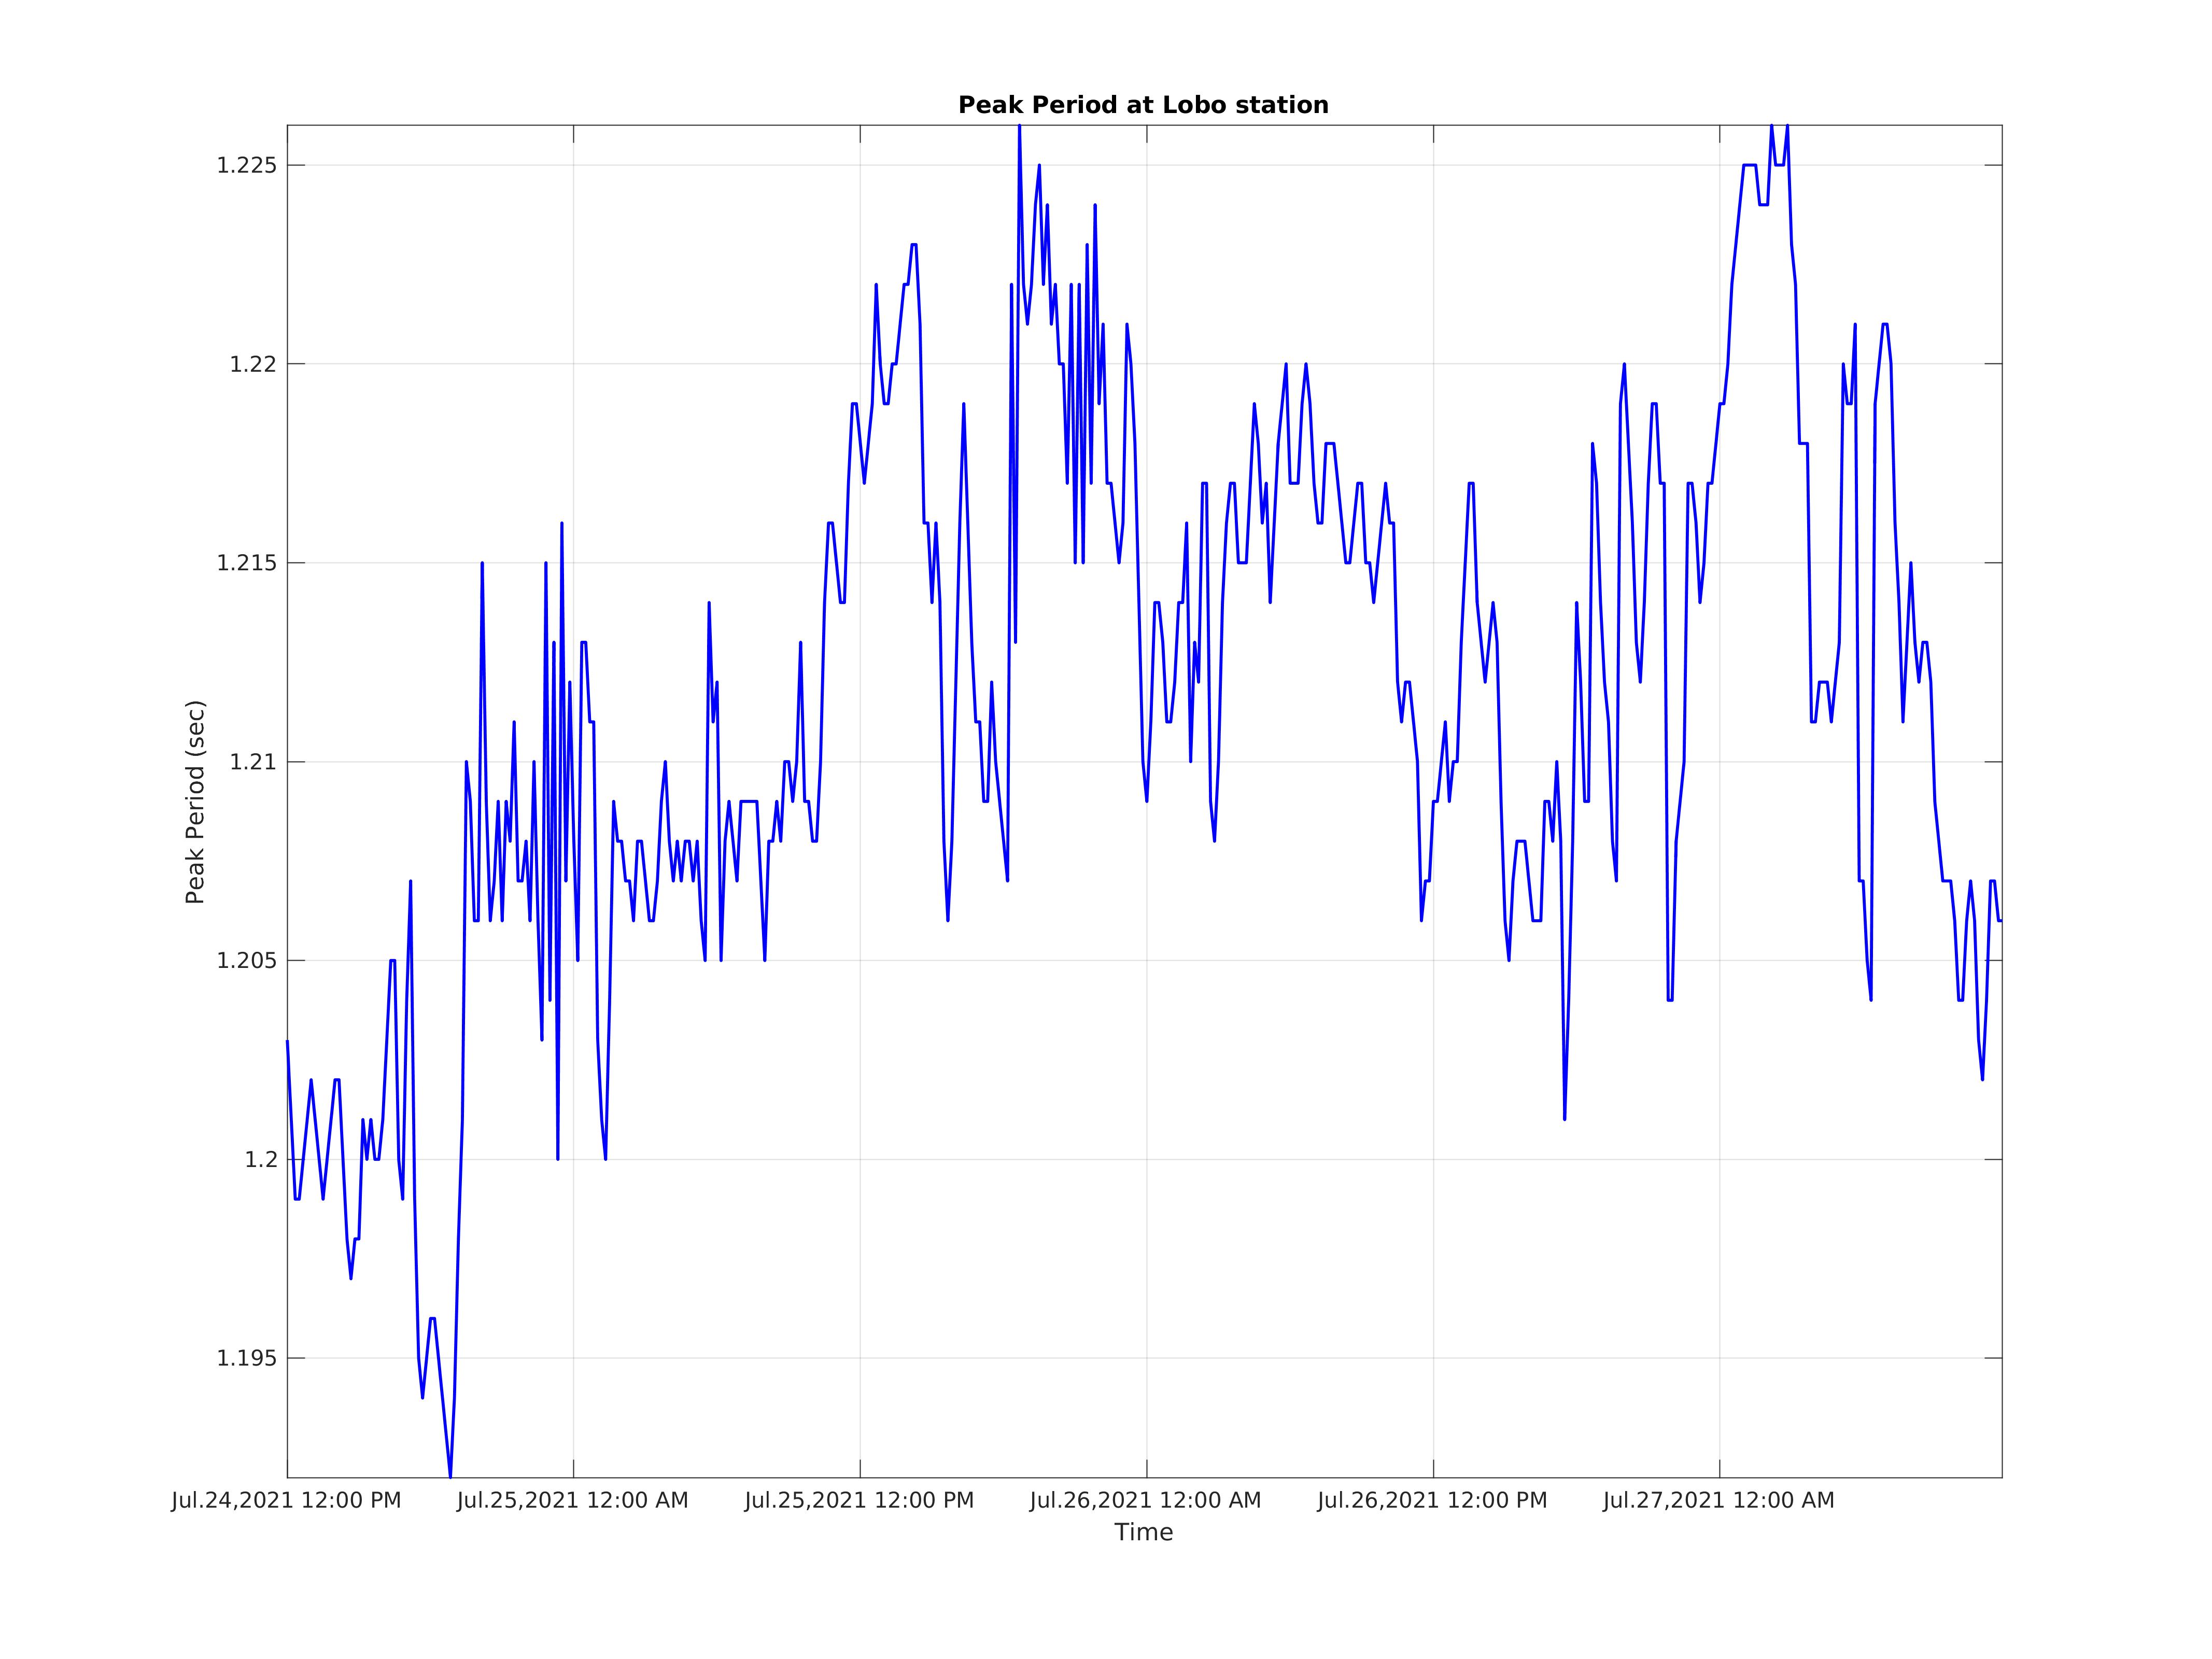 Peak Period at Lobo station
1.225
1.22
1.215
1.21
1.205
1.2
1.195
Peak Period (sec)
Jul.24,2021 12:00 PM Jul.25,2021 12:00 AM Jul.25,2021 12:00 PM Jul.26,2021 12:00 AM Jul.26,2021 12:00 PM Jul.27,2021 12:00 AM
Time